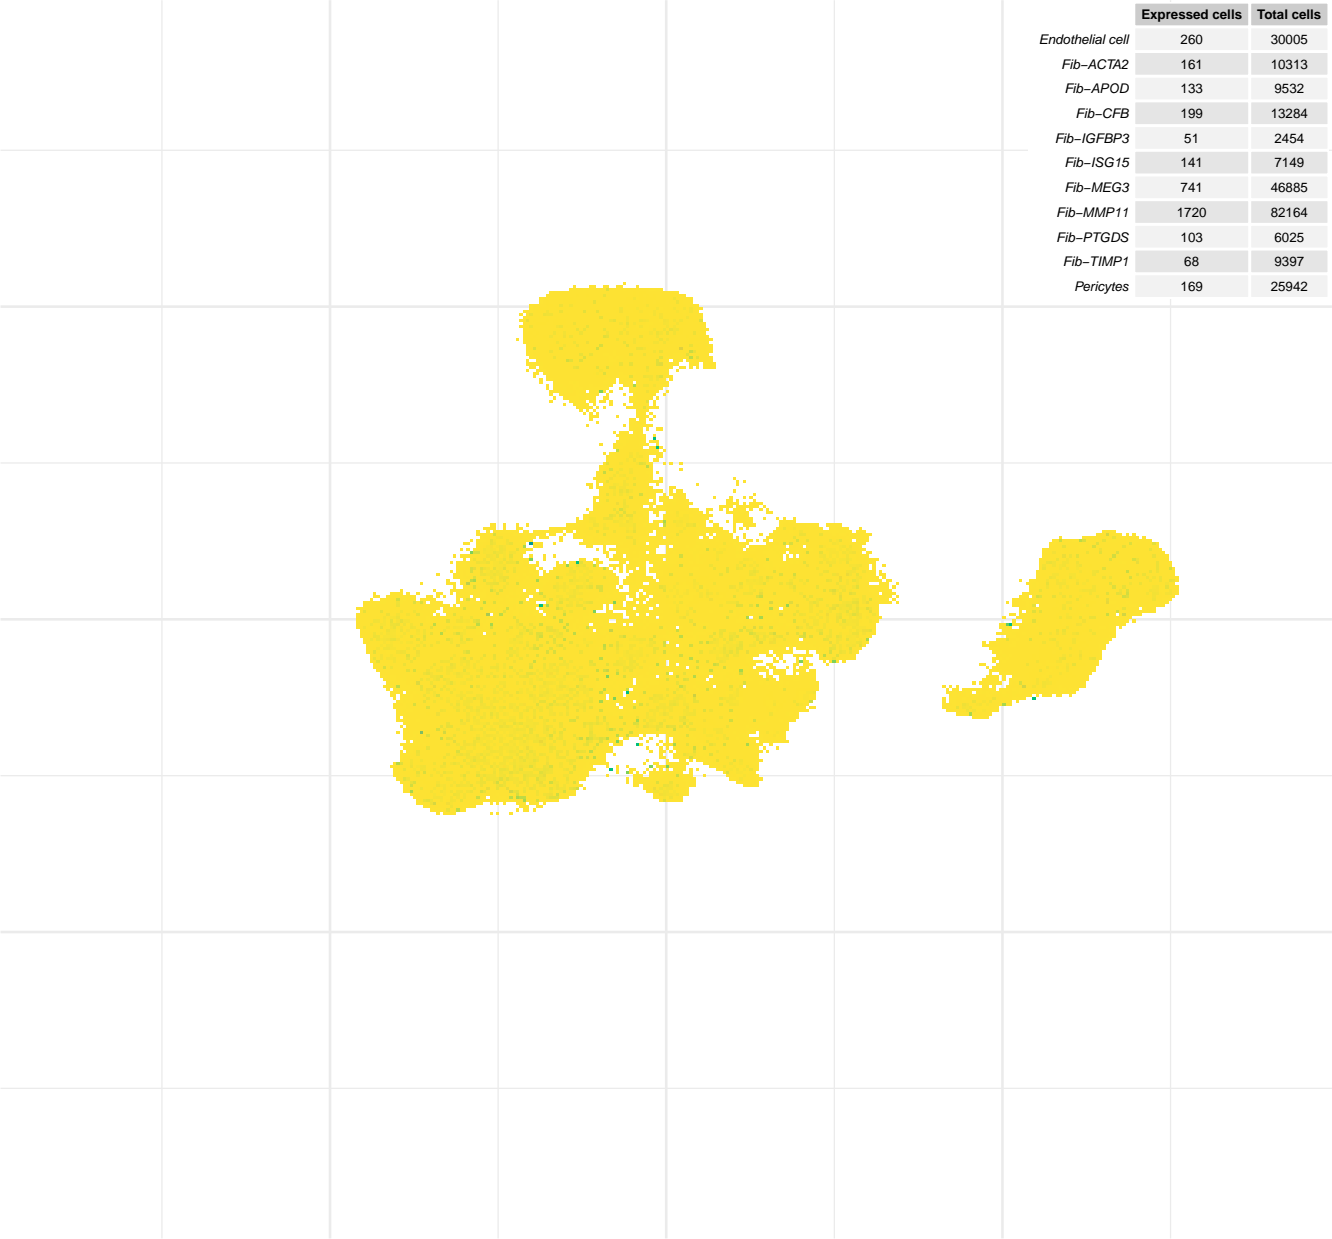 Expressed cells Total cells
Endothelial cell 260 30005
Fib−ACTA2 161 10313
Fib−APOD 133 9532
Fib−CFB 199 13284
Fib−IGFBP3 51 2454
Fib−ISG15 141 7149
Fib−MEG3 741 46885
Fib−MMP11 1720 82164
Fib−PTGDS 103 6025
Fib−TIMP1 68 9397
Pericytes 169 25942